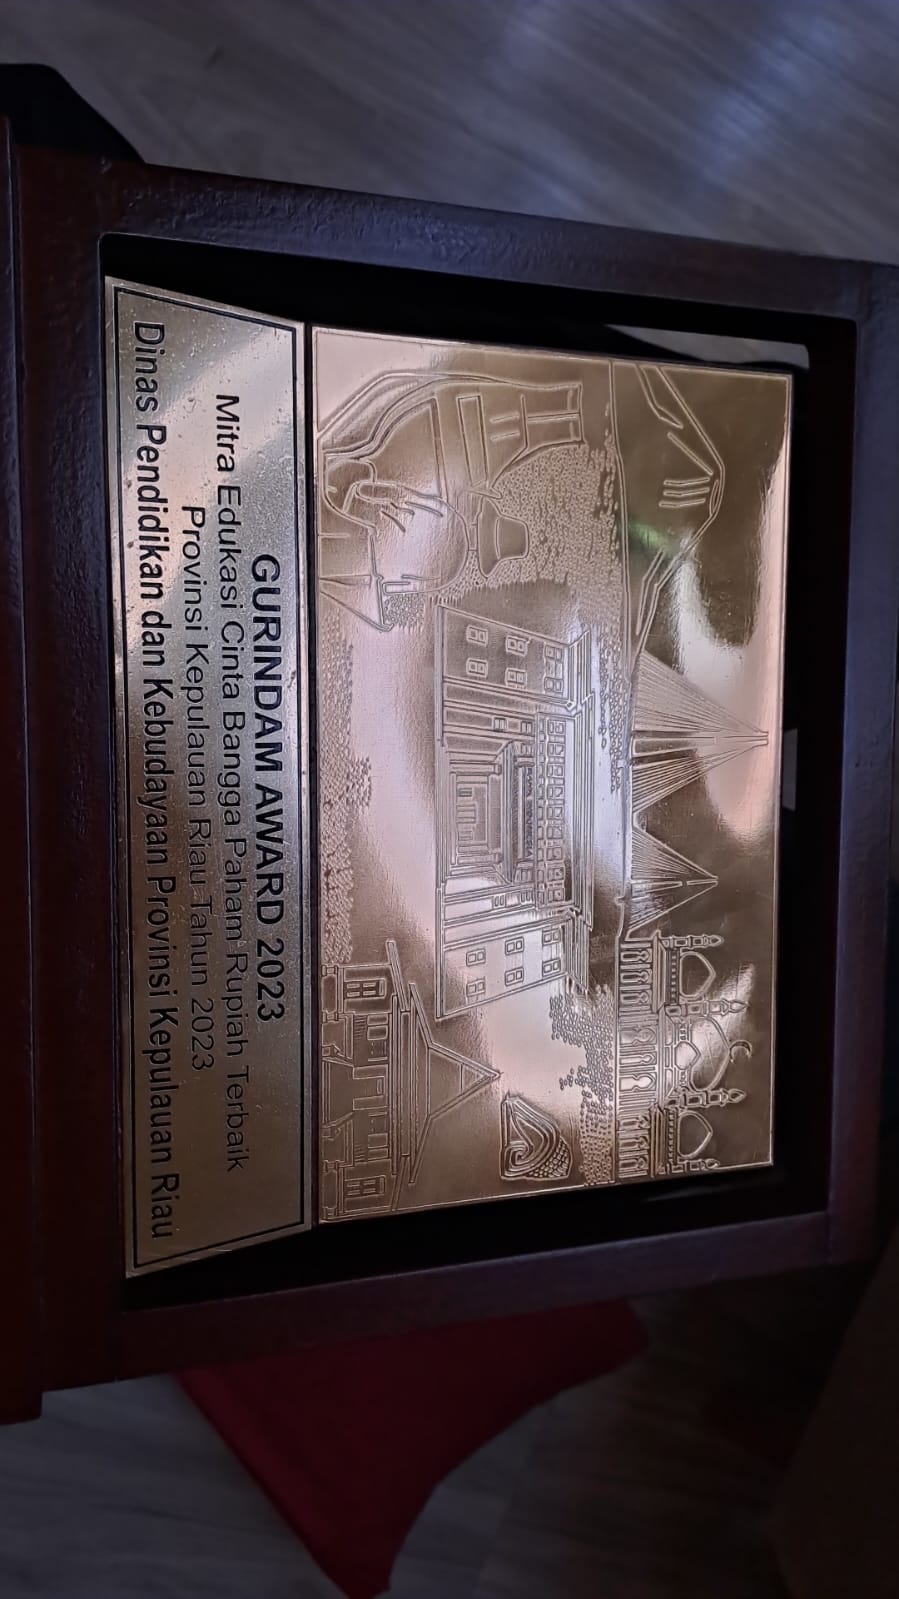 GURINDAM AWARD 2023
Mitra Edukasi Cinta Bangga Paham Rupiah Terbaik
Provinsi Kepulauan Riau Tahun 2023
Dinas Pendidikan dan Kebudayaan Provinsi Kepulauan Riau